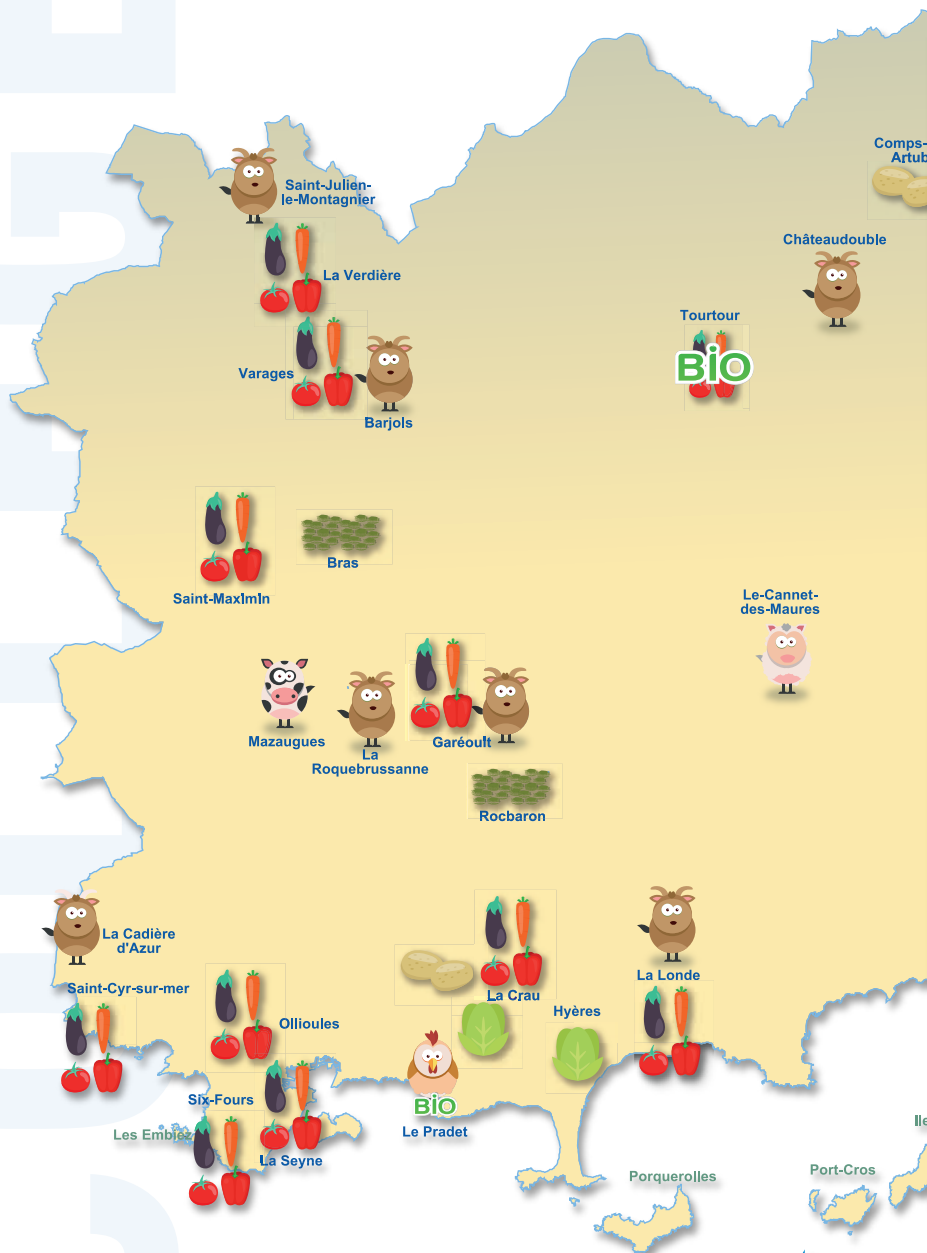 Comps-
Artub
Saint-Julien-
le-Montagnier
Châteaudouble
La Verdière
Tourtour
BiO
Varages
Barjols
Bras
Saint-Maximin
Le-Cannet-
des-Maures
Mazaugues
La
Roquebrussanne
Garéoult
Rocbaron
La Cadière
d'Azur
La Londe
Saint-Cyr-sur-mer
La Crau
Hyères
Ollioules
Six-Fours
BiO
Le Pradet
Les Embiez
La Seyne
Ile
Port-Cros
Porquerolles